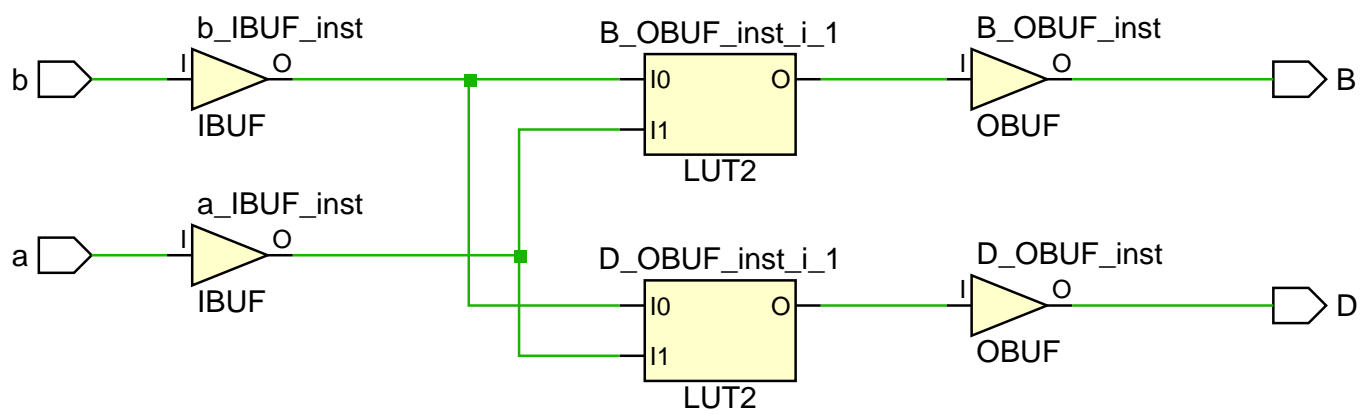 b_IBUF_inst
B_OBUF_inst_i_1
B_OBUF_inst
b
I
O
I0
O
I
O
B
IBUF
I1
OBUF
LUT2
a_IBUF_inst
a
I
O
D_OBUF_inst_i_1
D_OBUF_inst
IBUF
I0
O
I
O
D
I1
OBUF
LUT2